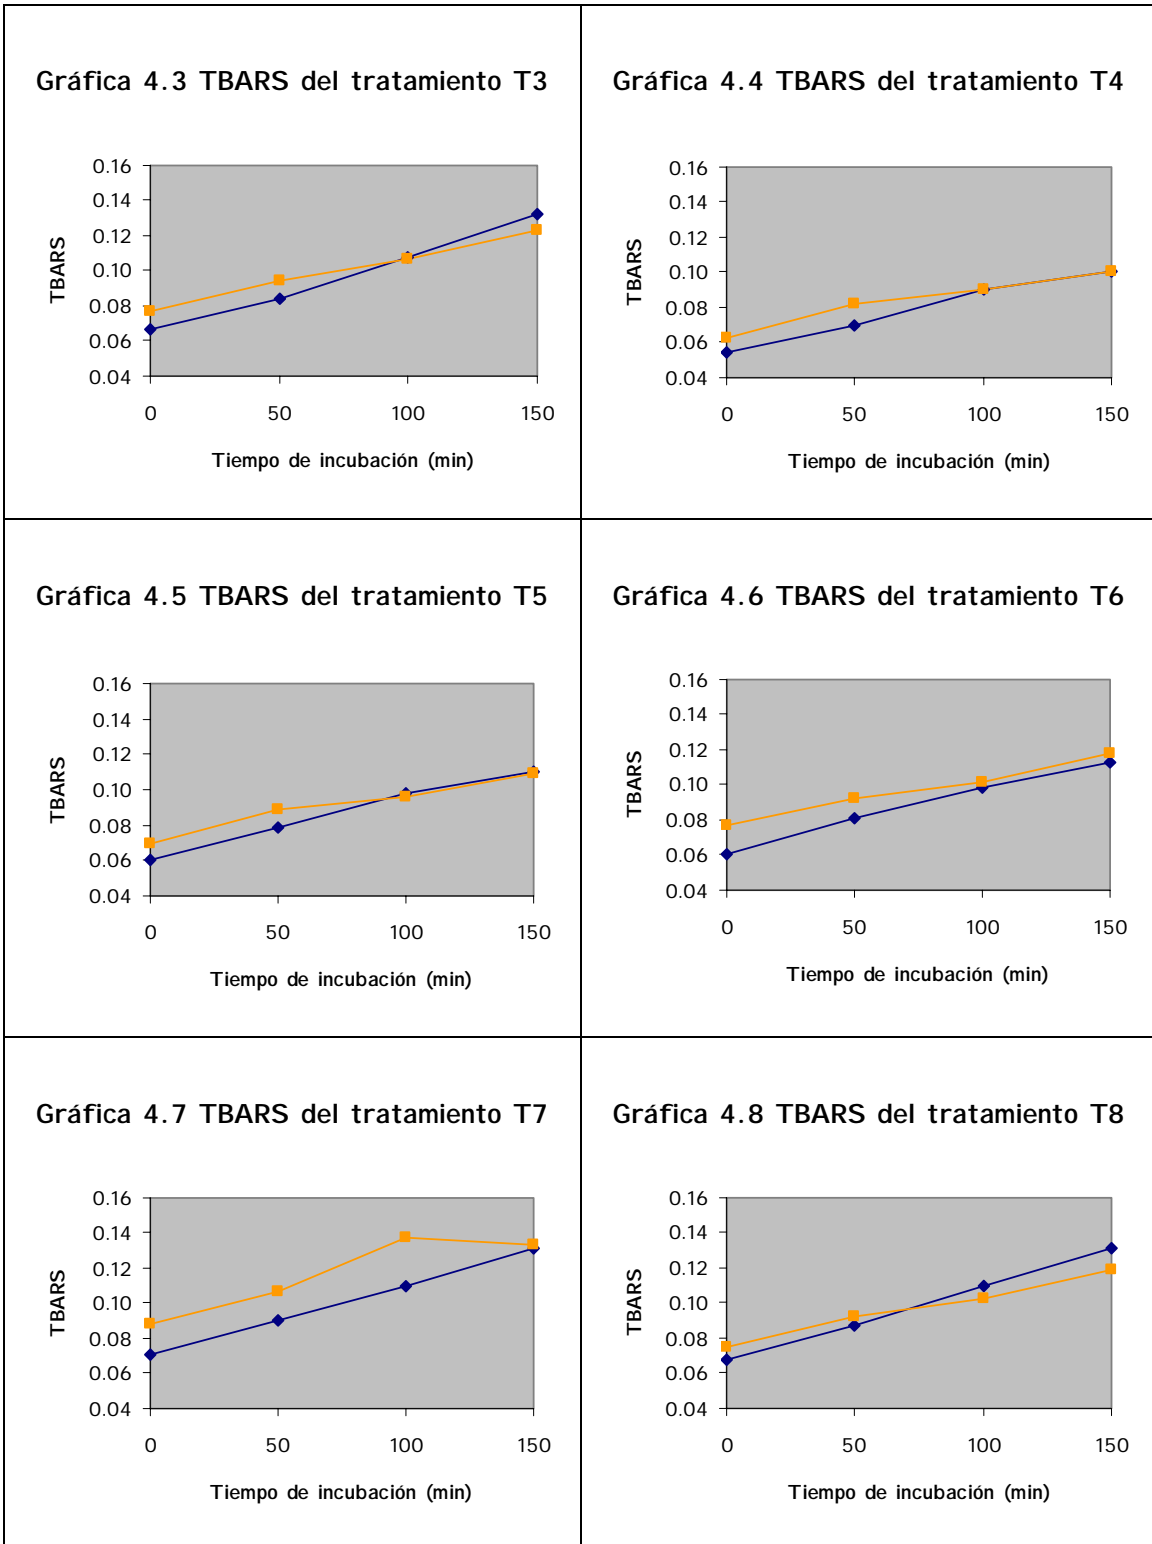 Gráfica 4.3 TBARS del tratamiento T3
0.16
0.14
0.12
0.10
0.08
0.06
0.04
TBARS
0 50 100 150
Tiempo de incubación (min)
Gráfica 4.4 TBARS del tratamiento T4
0.16
0.14
0.12
0.10
0.08
0.06
0.04
TBARS
0 50 100 150
Tiempo de incubación (min)
Gráfica 4.5 TBARS del tratamiento T5
0.16
0.14
0.12
0.10
0.08
0.06
0.04
TBARS
0 50 100 150
Tiempo de incubación (min)
Gráfica 4.6 TBARS del tratamiento T6
0.16
0.14
0.12
0.10
0.08
0.06
0.04
TBARS
0 50 100 150
Tiempo de incubación (min)
Gráfica 4.7 TBARS del tratamiento T7
0.16
0.14
0.12
0.10
0.08
0.06
0.04
TBARS
0 50 100 150
Tiempo de incubación (min)
Gráfica 4.8 TBARS del tratamiento T8
0.16
0.14
0.12
0.10
0.08
0.06
0.04
TBARS
0 50 100 150
Tiempo de incubación (min)